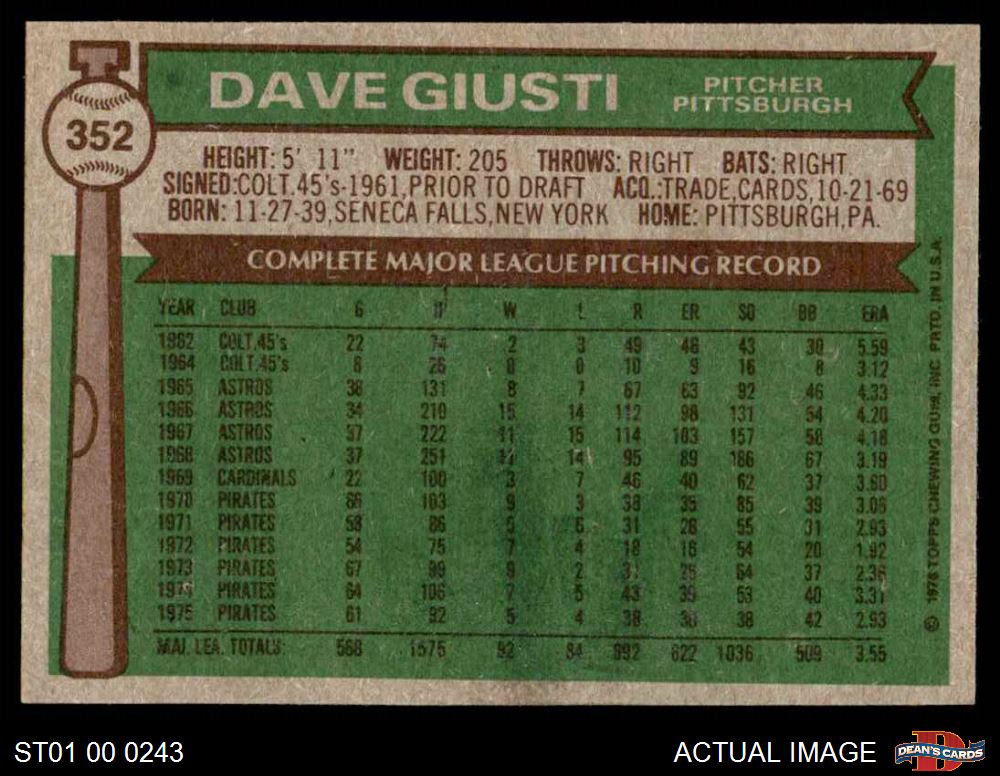 352
DAVE GIUSTI
PITCHER
PITTSBURGH
HEIGHT: 5' 11" WEIGHT: 205 THROWS: RIGHT BATS: RIGHT
SIGNED:COLT.45's-1961,PRIOR TO DRAFT ACQ.:TRADE,CARDS,10-21-69
BORN: 11-27-39,SENECA FALLS,NEW YORK HOME: PITTSBURGH,PA.
COMPLETE MAJOR LEAGUE PITCHING RECORD
YEAR CLUB G H W L R ER SO BB ERA
1962 COLT.45's 22 74 2 3 49 46 43 30 5.59
1964 COLT.45's 8 26 0 0 10 9 16 8 3.12
1965 ASTROS 38 131 8 7 67 63 92 46 4.33
1966 ASTROS 34 210 15 14 112 98 131 54 4.20
1967 ASTROS 37 222 11 15 114 103 157 50 4.18
1968 ASTROS 37 251 11 14 95 89 186 67 3.19
1969 CARDINALS 22 100 3 7 46 40 62 37 3.60
1970 PIRATES 66 103 9 3 38 35 85 39 3.06
1971 PIRATES 58 86 5 6 31 28 55 31 2.93
1972 PIRATES 54 75 7 4 18 16 54 20 1.92
1973 PIRATES 67 89 9 2 31 26 64 37 2.36
1974 PIRATES 64 106 7 5 43 39 53 40 3.31
1975 PIRATES 61 92 5 4 38 30 38 42 2.93
MAJ. LEA. TOTALS: 568 1575 92 84 692 622 1036 509 3.55
© 1976 TOPPS CHEWING GUM, INC. PRTD. IN U.S.A.
ST01 00 0243
ACTUAL IMAGE
DEAN'S CARDS